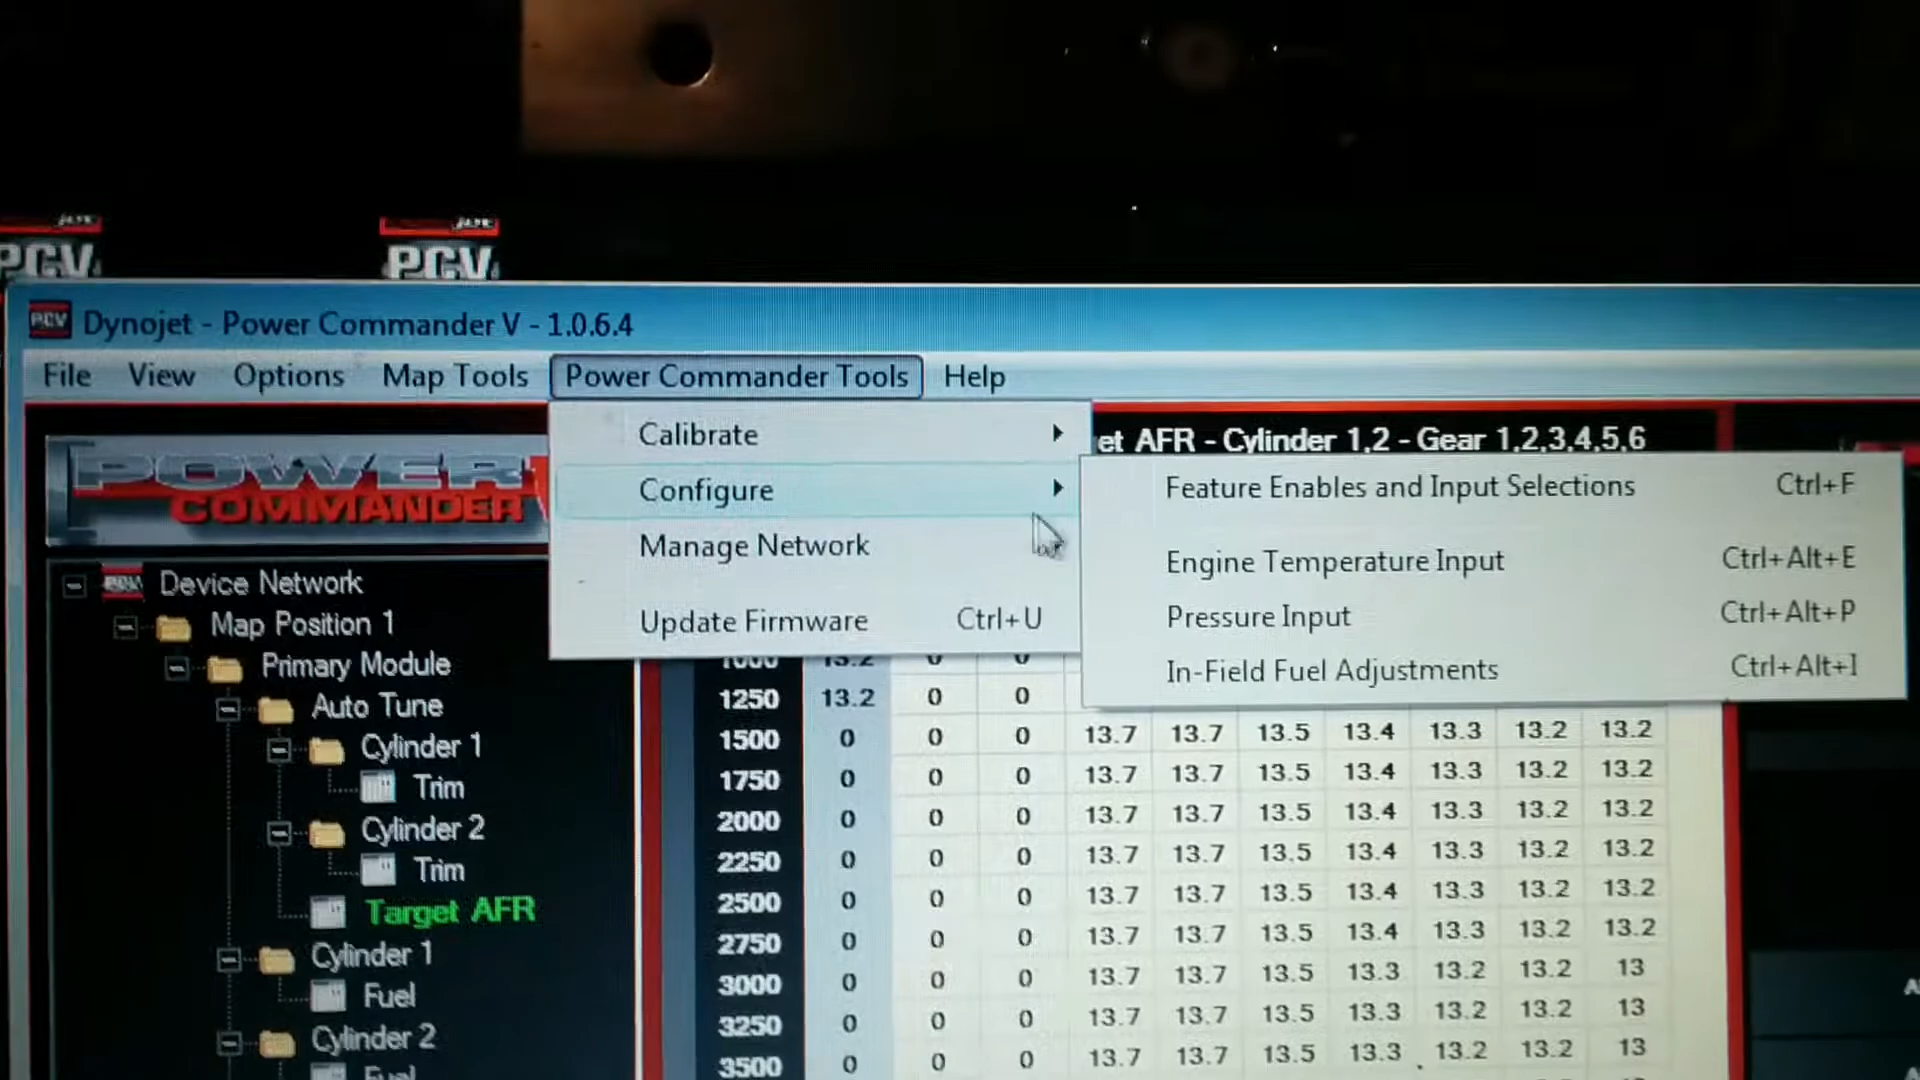 PCV PCV
PCV Dynojet - Power Commander V - 1.0.6.4
File View Options Map Tools Power Commander Tools Help
POWER
COMMANDER
Calibrate
Configure
Manage Network
Update Firmware Ctrl+U
et AFR - Cylinder 1,2 - Gear 1,2,3,4,5,6
Feature Enables and Input Selections Ctrl+F
Engine Temperature Input Ctrl+Alt+E
Pressure Input Ctrl+Alt+P
In-Field Fuel Adjustments Ctrl+Alt+I
Device Network
Map Position 1
Primary Module
Auto Tune
Cylinder 1
Trim
Cylinder 2
Trim
Target AFR
Cylinder 1
Fuel
Cylinder 2
Fuel
1000 13.2 0 0
1250 13.2 0 0
1500 0 0 0 13.7 13.7 13.5 13.4 13.3 13.2 13.2
1750 0 0 0 13.7 13.7 13.5 13.4 13.3 13.2 13.2
2000 0 0 0 13.7 13.7 13.5 13.4 13.3 13.2 13.2
2250 0 0 0 13.7 13.7 13.5 13.4 13.3 13.2 13.2
2500 0 0 0 13.7 13.7 13.5 13.4 13.3 13.2 13.2
2750 0 0 0 13.7 13.7 13.5 13.4 13.3 13.2 13.2
3000 0 0 0 13.7 13.7 13.5 13.3 13.2 13.2 13
3250 0 0 0 13.7 13.7 13.5 13.3 13.2 13.2 13
3500 0 0 0 13.7 13.7 13.5 13.3 13.2 13.2 13